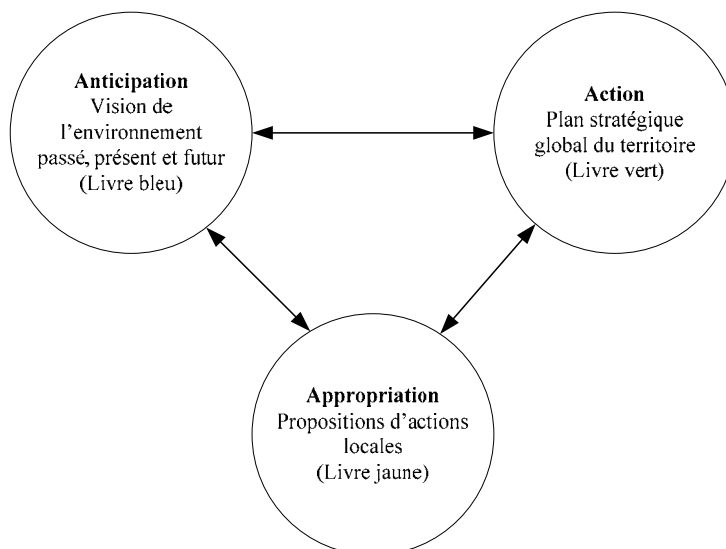 Anticipation
Vision de
l’environnement
passé, présent et futur
(Livre bleu)
Action
Plan stratégique
global du territoire
(Livre vert)
Appropriation
Propositions d’actions
locales
(Livre jaune)